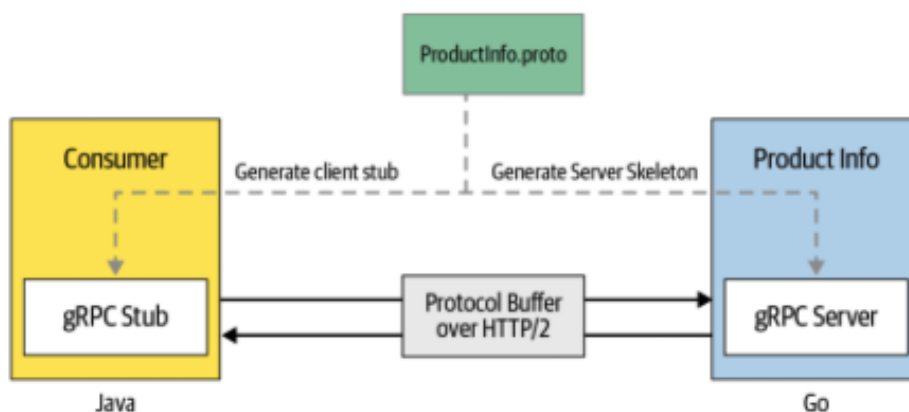 ProductInfo.proto
Consumer
Product Info
Generate client stub
Generate Server Skeleton
gRPC Stub
Protocol Buffer
over HTTP/2
gRPC Server
Java
Go